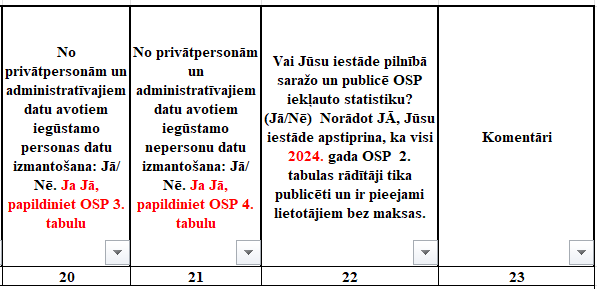 No
privātpersonām un
administratīvajiem
datu avotiem
iegūstamo
personas datu
izmantošana: Jā/
Nē. Ja Jā,
papildiniet OSP 3.
tabulu
No privātpersonām
un
administratīvajiem
datu avotiem
iegūstamo
nepersonu datu
izmantošana: Jā/
Nē. Ja Jā,
papildiniet OSP 4.
tabulu
Vai Jūsu iestāde pilnībā
saražo un publicē OSP
iekļauto statistiku?
(Jā/Nē) Norādot JĀ, Jūsu
iestāde apstiprina, ka visi
2024. gada OSP 2.
tabulas rādītāji tika
publicēti un ir pieejami
lietotājiem bez maksas.
Komentāri
20
21
22
23